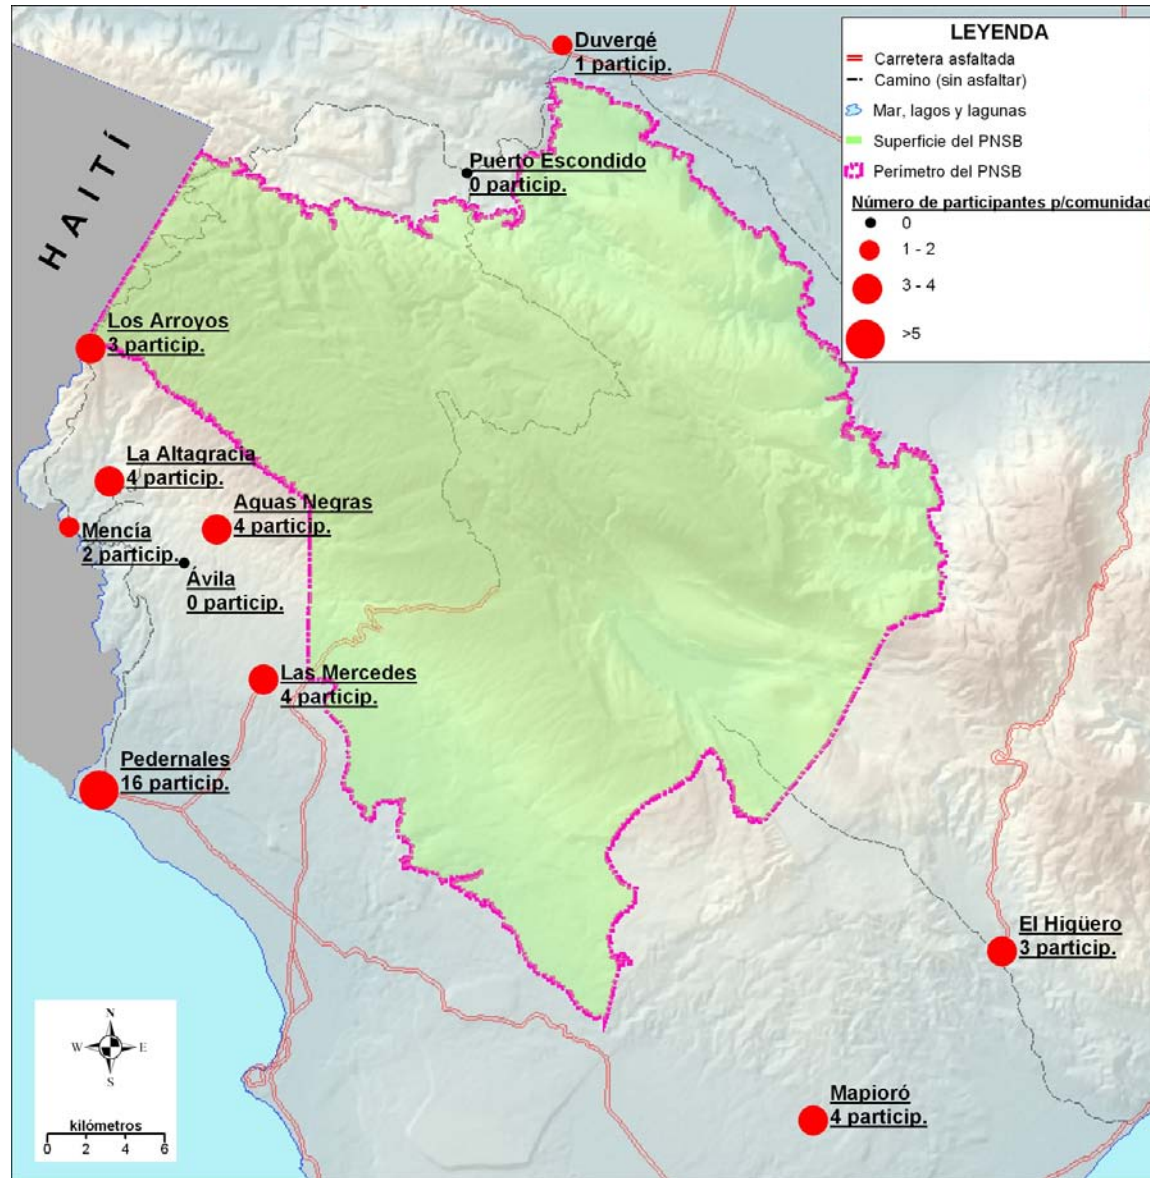 Duvergé
1 particip.
LEYENDA
Carretera asfaltada
Camino (sin asfaltar)
Mar, lagos y lagunas
Superficie del PNSB
Perímetro del PNSB
Número de participantes p/comunidad
0
1 - 2
3 - 4
>5
HAITÍ
Puerto Escondido
0 particip.
Los Arroyos
3 particip.
La Altagracia
4 particip.
Aguas Negras
4 particip.
Mencía
2 particip.
Ávila
0 particip.
Las Mercedes
4 particip.
Pedernales
16 particip.
El Higüero
3 particip.
Mapioró
4 particip.
N
W E
S
kilómetros
0 2 4 6